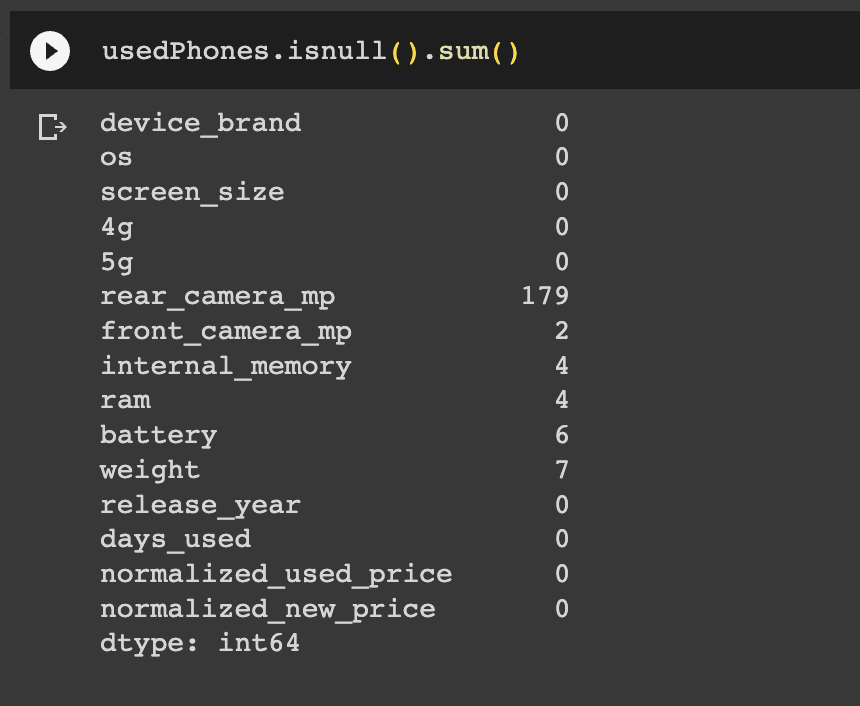 usedPhones.isnull().sum()
device_brand 0
os 0
screen_size 0
4g 0
5g 0
rear_camera_mp 179
front_camera_mp 2
internal_memory 4
ram 4
battery 6
weight 7
release_year 0
days_used 0
normalized_used_price 0
normalized_new_price 0
dtype: int64